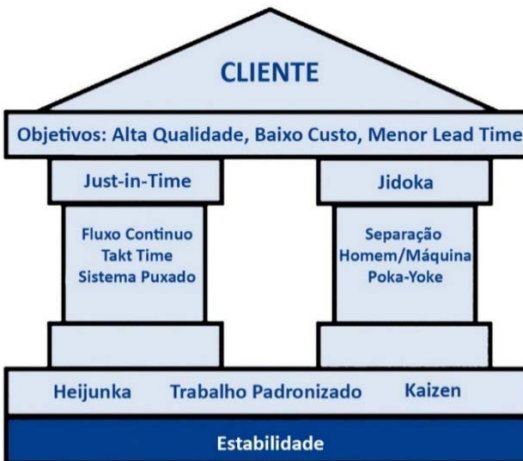 CLIENTE
Objetivos: Alta Qualidade, Baixo Custo, Menor Lead Time
Just-in-Time
Jidoka
Fluxo Continuo
Takt Time
Sistema Puxado
Separação
Homem/Máquina
Poka-Yoke
Heijunka Trabalho Padronizado Kaizen
Estabilidade